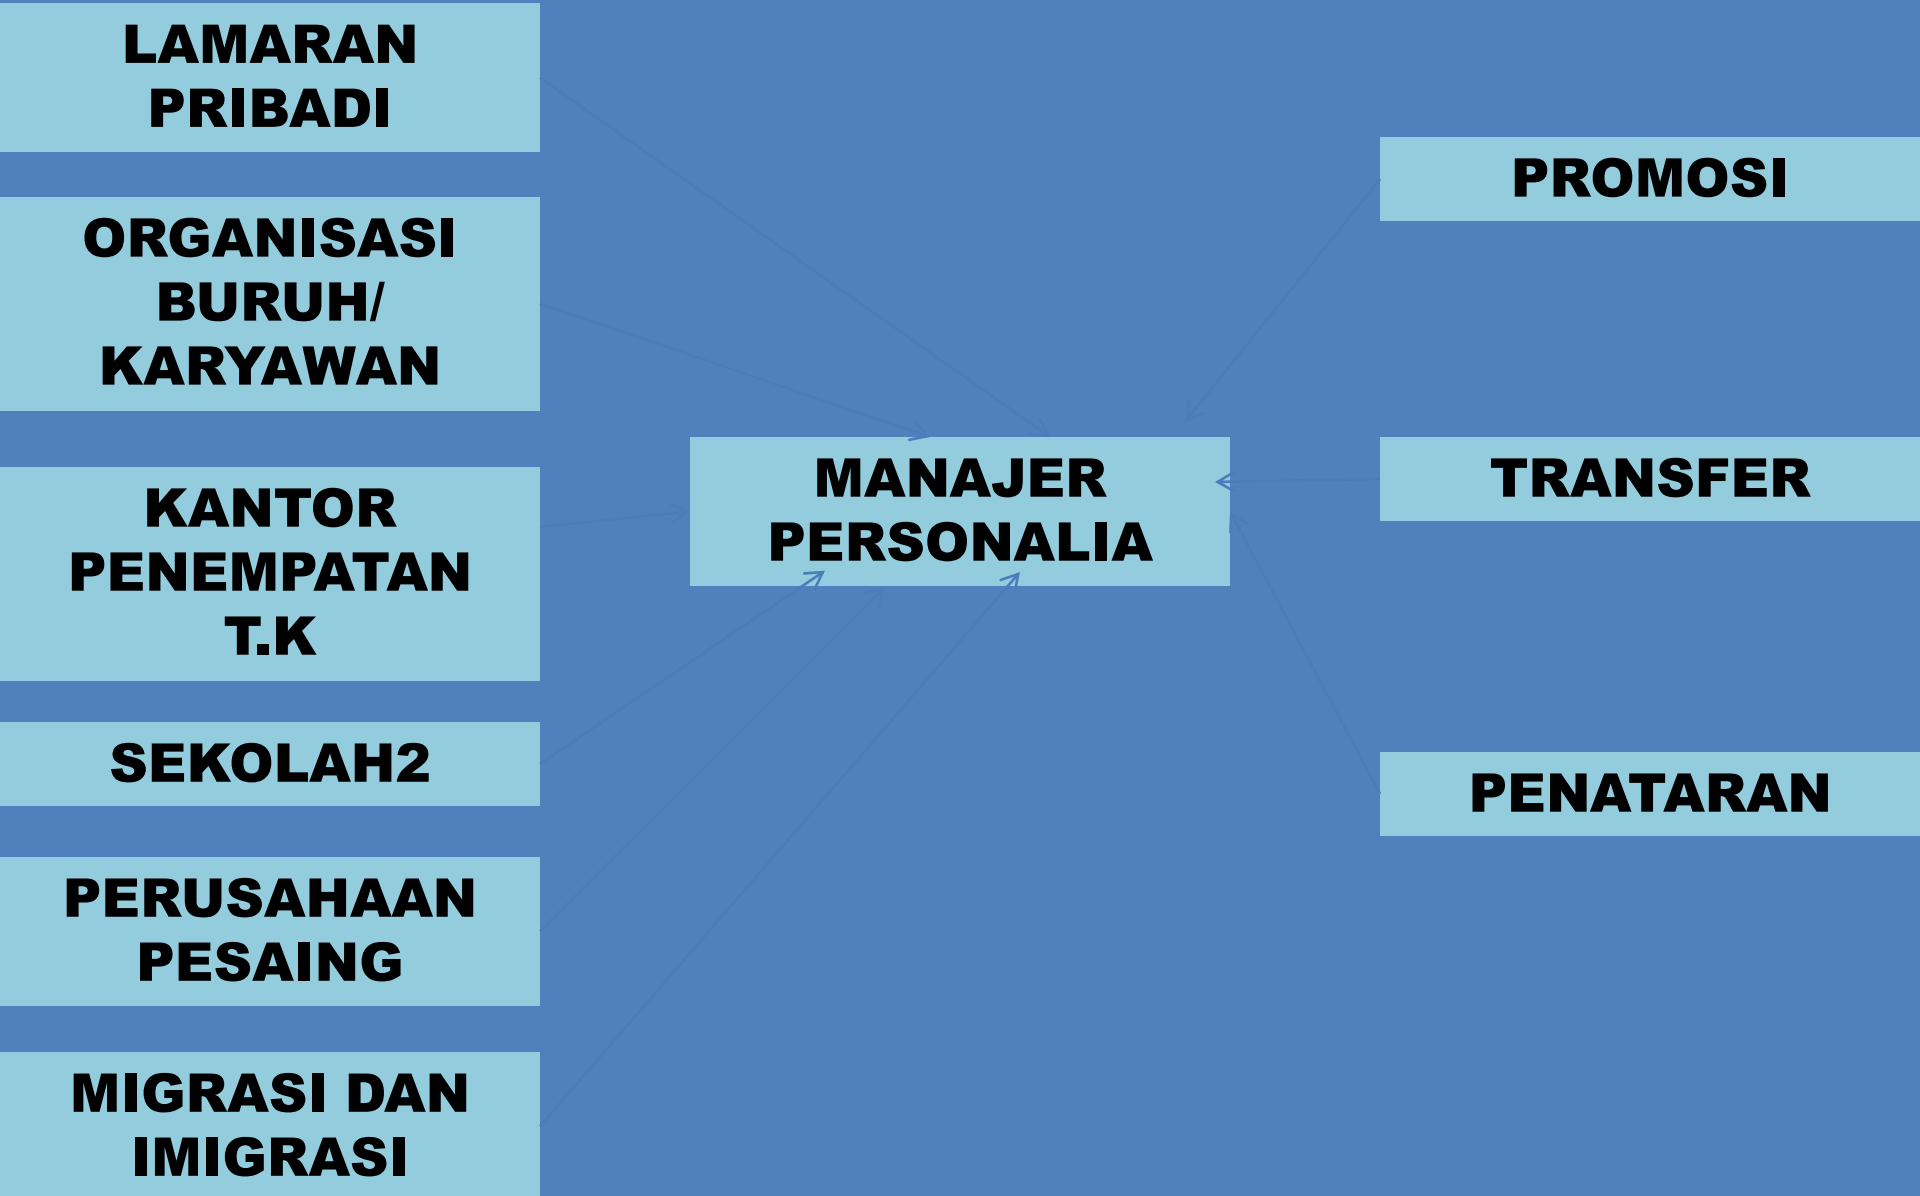 LAMARAN
PRIBADI
ORGANISASI
BURUH/
KARYAWAN
KANTOR
PENEMPATAN
T.K
SEKOLAH2
PERUSAHAAN
PESAING
MIGRASI DAN
IMIGRASI
MANAJER
PERSONALIA
PROMOSI
TRANSFER
PENATARAN